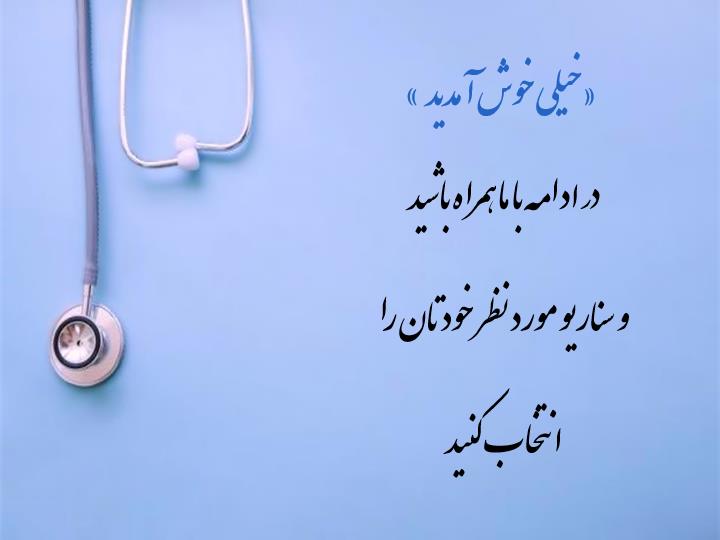 «خیلی خوش آمدید »
در ادامه با ما همراه باشید
و سناریو مورد نظر خودتان را
انتخاب کنید